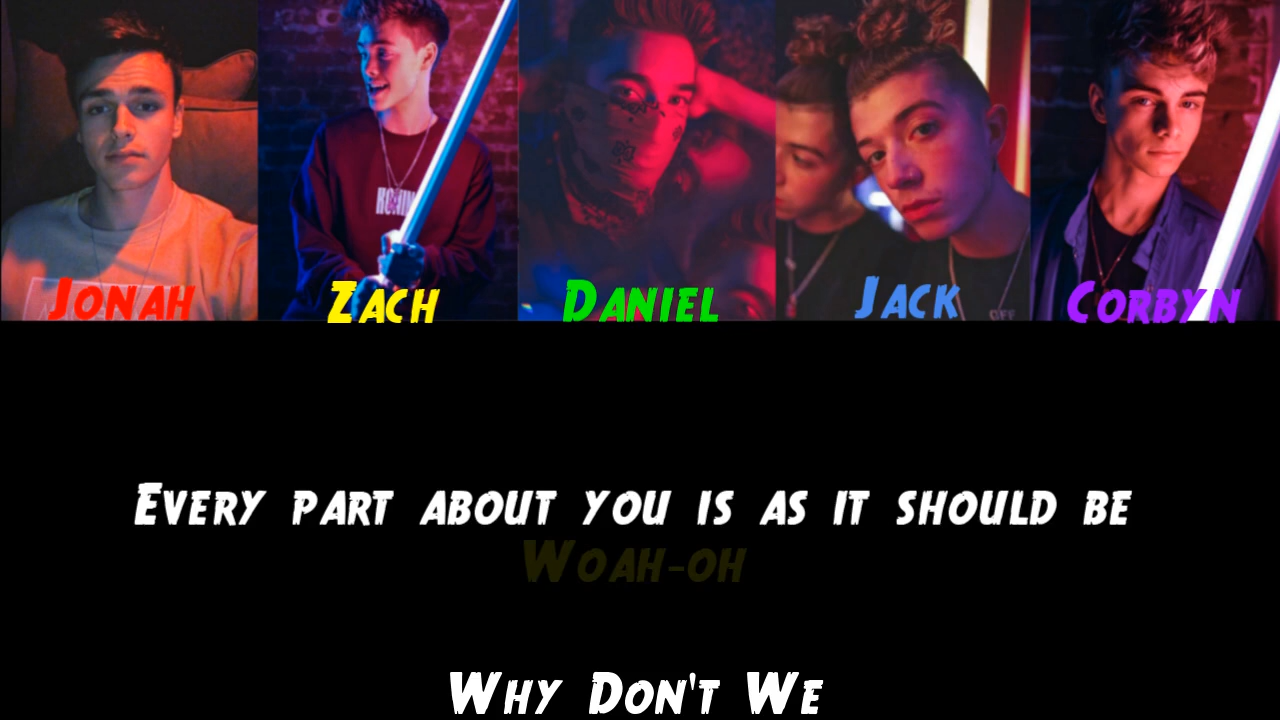 Jonah Zach Daniel Jack Corbyn
Every part about you is as it should be
Woah-oh
Why Don't We